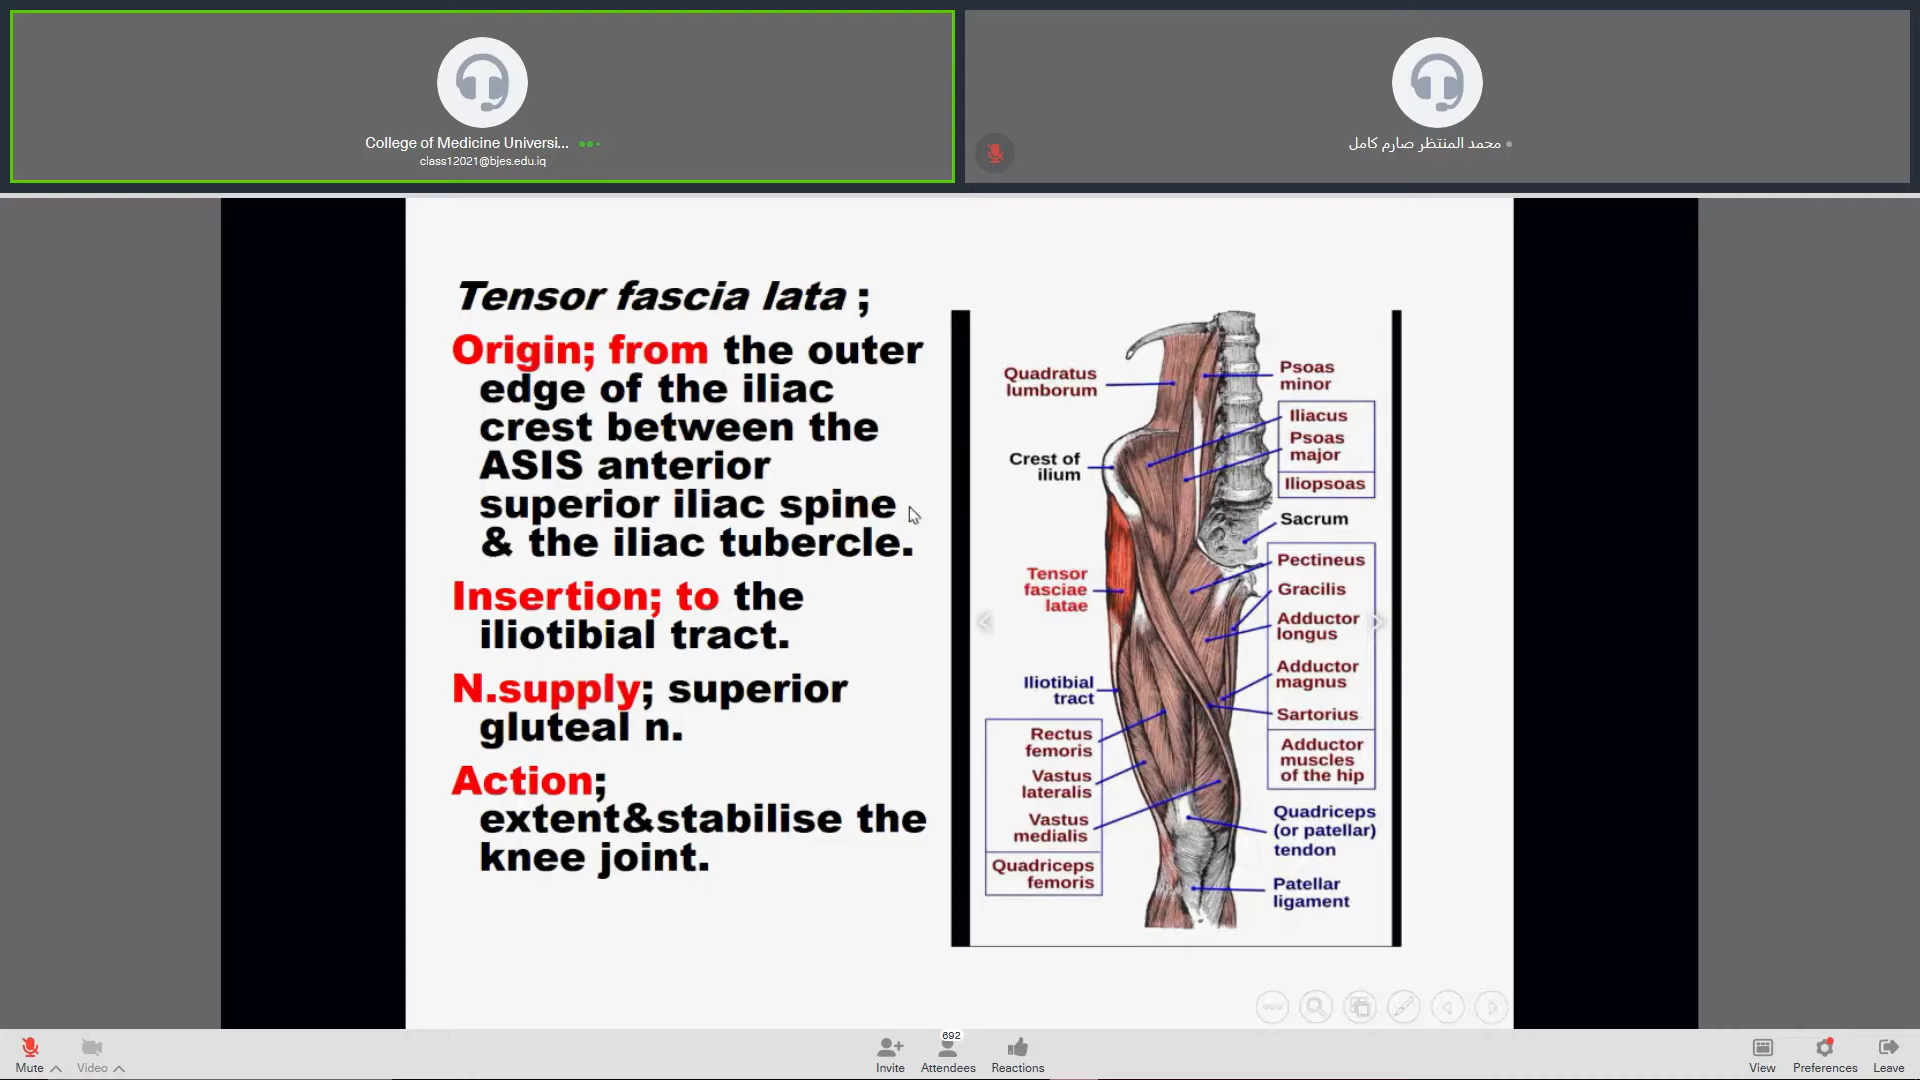 College of Medicine Universi...
class12021@bjes.edu.iq
محمد المنتظر صارم كامل
Tensor fascia lata ;
Origin; from the outer
edge of the iliac
crest between the
ASIS anterior
superior iliac spine
& the iliac tubercle.
Insertion; to the
iliotibial tract.
N.supply; superior
gluteal n.
Action;
extent&stabilise the
knee joint.
Quadratus
lumborum
Crest of
ilium
Tensor
fasciae
latae
Iliotibial
tract
Rectus
femoris
Vastus
lateralis
Vastus
medialis
Quadriceps
femoris
Psoas
minor
Iliacus
Psoas
major
Iliopsoas
Sacrum
Pectineus
Gracilis
Adductor
longus
Adductor
magnus
Sartorius
Adductor
muscles
of the hip
Quadriceps
(or patellar)
tendon
Patellar
ligament
Mute
Video
Invite
692
Attendees
Reactions
View
Preferences
Leave